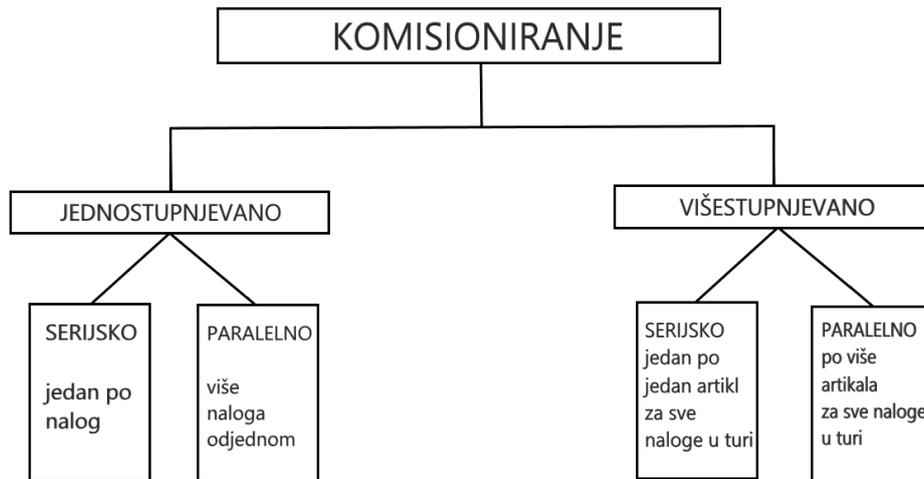 KOMISIONIRANJE
JEDNOSTUPNJEVANO
VIŠESTUPNJEVANO
SERIJSKO
jedan po
nalog
PARALELNO
više
naloga
odjednom
SERIJSKO
jedan po
jedan artikl
za sve
naloge u turi
PARALELNO
po više
artikala
za sve naloge
u turi